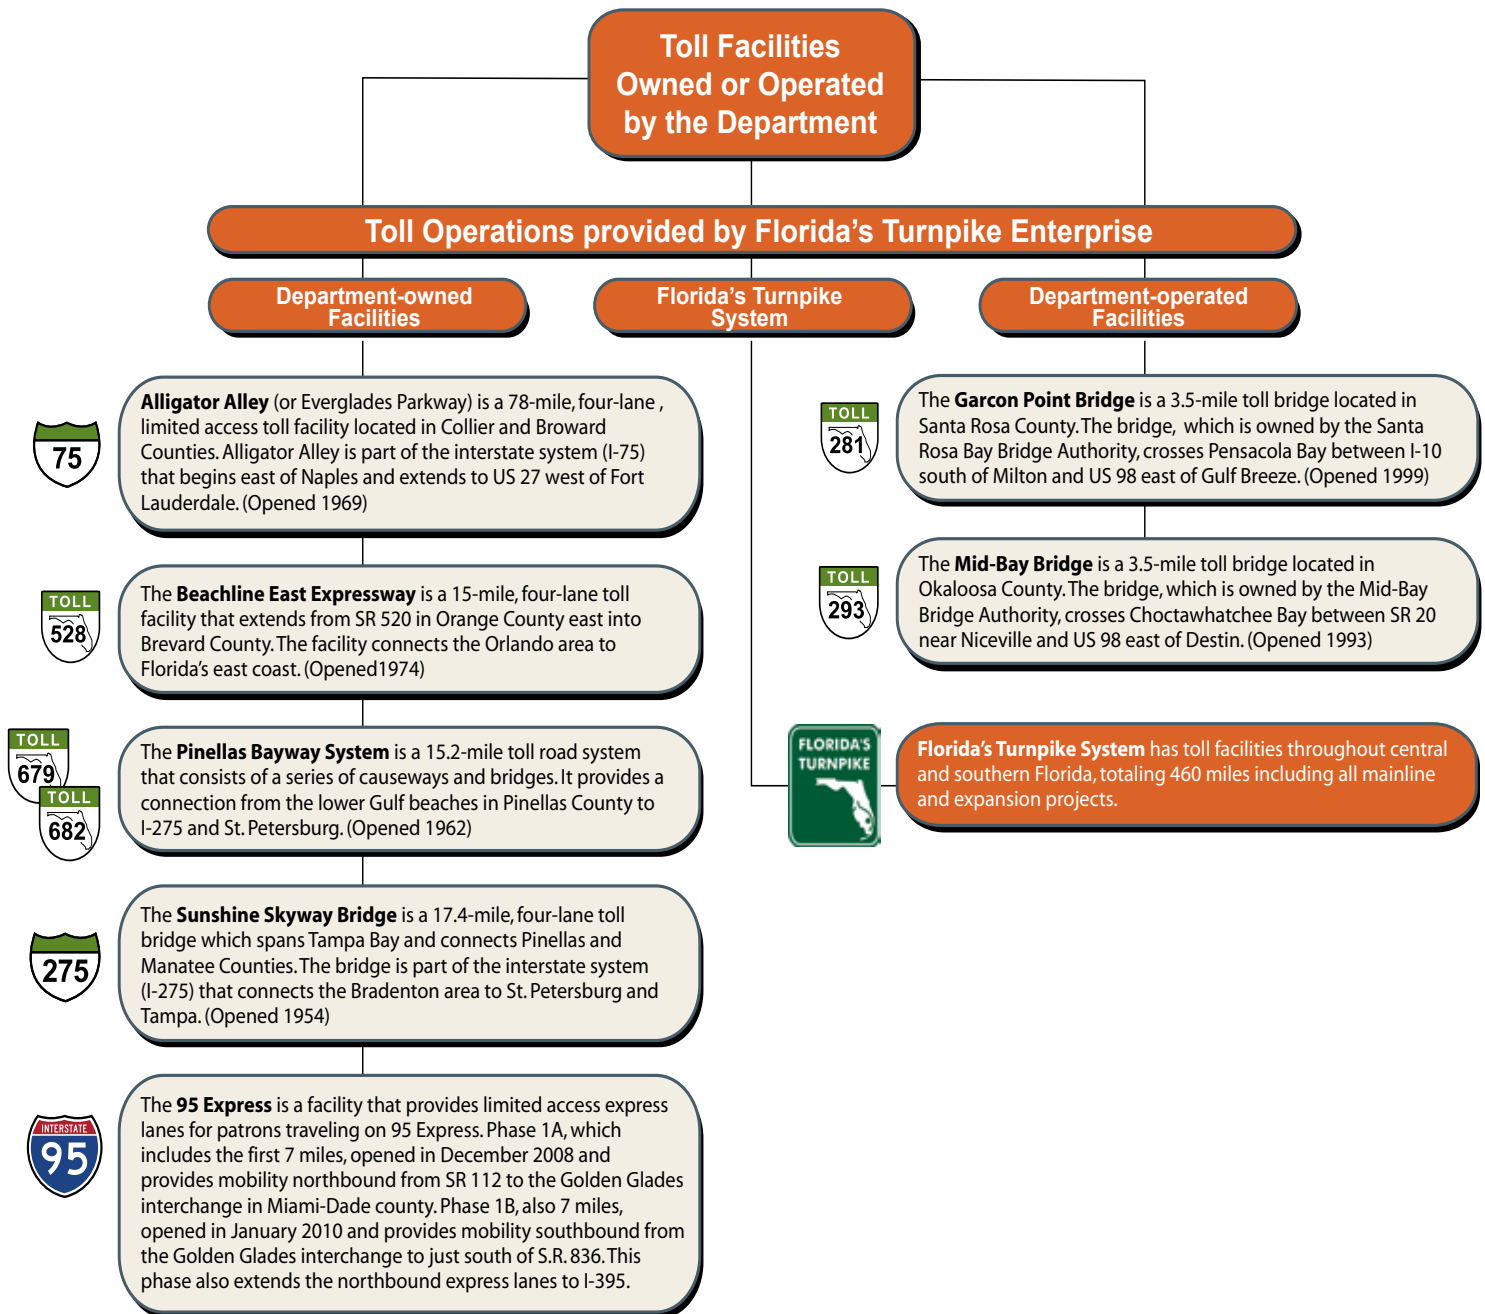 Toll Facilities
Owned or Operated
by the Department
Toll Operations provided by Florida's Turnpike Enterprise
Department-owned
Facilities
Florida's Turnpike
System
Department-operated
Facilities
75
Alligator Alley (or Everglades Parkway) is a 78-mile, four-lane ,
limited access toll facility located in Collier and Broward
Counties. Alligator Alley is part of the interstate system (I-75)
that begins east of Naples and extends to US 27 west of Fort
Lauderdale. (Opened 1969)
TOLL
528
The Beachline East Expressway is a 15-mile, four-lane toll
facility that extends from SR 520 in Orange County east into
Brevard County. The facility connects the Orlando area to
Florida's east coast. (Opened1974)
TOLL
679
TOLL
682
The Pinellas Bayway System is a 15.2-mile toll road system
that consists of a series of causeways and bridges. It provides a
connection from the lower Gulf beaches in Pinellas County to
I-275 and St. Petersburg. (Opened 1962)
275
The Sunshine Skyway Bridge is a 17.4-mile, four-lane toll
bridge which spans Tampa Bay and connects Pinellas and
Manatee Counties. The bridge is part of the interstate system
(I-275) that connects the Bradenton area to St. Petersburg and
Tampa. (Opened 1954)
INTERSTATE
95
The 95 Express is a facility that provides limited access express
lanes for patrons traveling on 95 Express. Phase 1A, which
includes the first 7 miles, opened in December 2008 and
provides mobility northbound from SR 112 to the Golden Glades
interchange in Miami-Dade county. Phase 1B, also 7 miles,
opened in January 2010 and provides mobility southbound from
the Golden Glades interchange to just south of S.R. 836. This
phase also extends the northbound express lanes to I-395.
TOLL
281
The Garcon Point Bridge is a 3.5-mile toll bridge located in
Santa Rosa County. The bridge, which is owned by the Santa
Rosa Bay Bridge Authority, crosses Pensacola Bay between I-10
south of Milton and US 98 east of Gulf Breeze. (Opened 1999)
TOLL
293
The Mid-Bay Bridge is a 3.5-mile toll bridge located in
Okaloosa County. The bridge, which is owned by the Mid-Bay
Bridge Authority, crosses Choctawhatchee Bay between SR 20
near Niceville and US 98 east of Destin. (Opened 1993)
FLORIDA'S
TURNPIKE
Florida's Turnpike System has toll facilities throughout central
and southern Florida, totaling 460 miles including all mainline
and expansion projects.